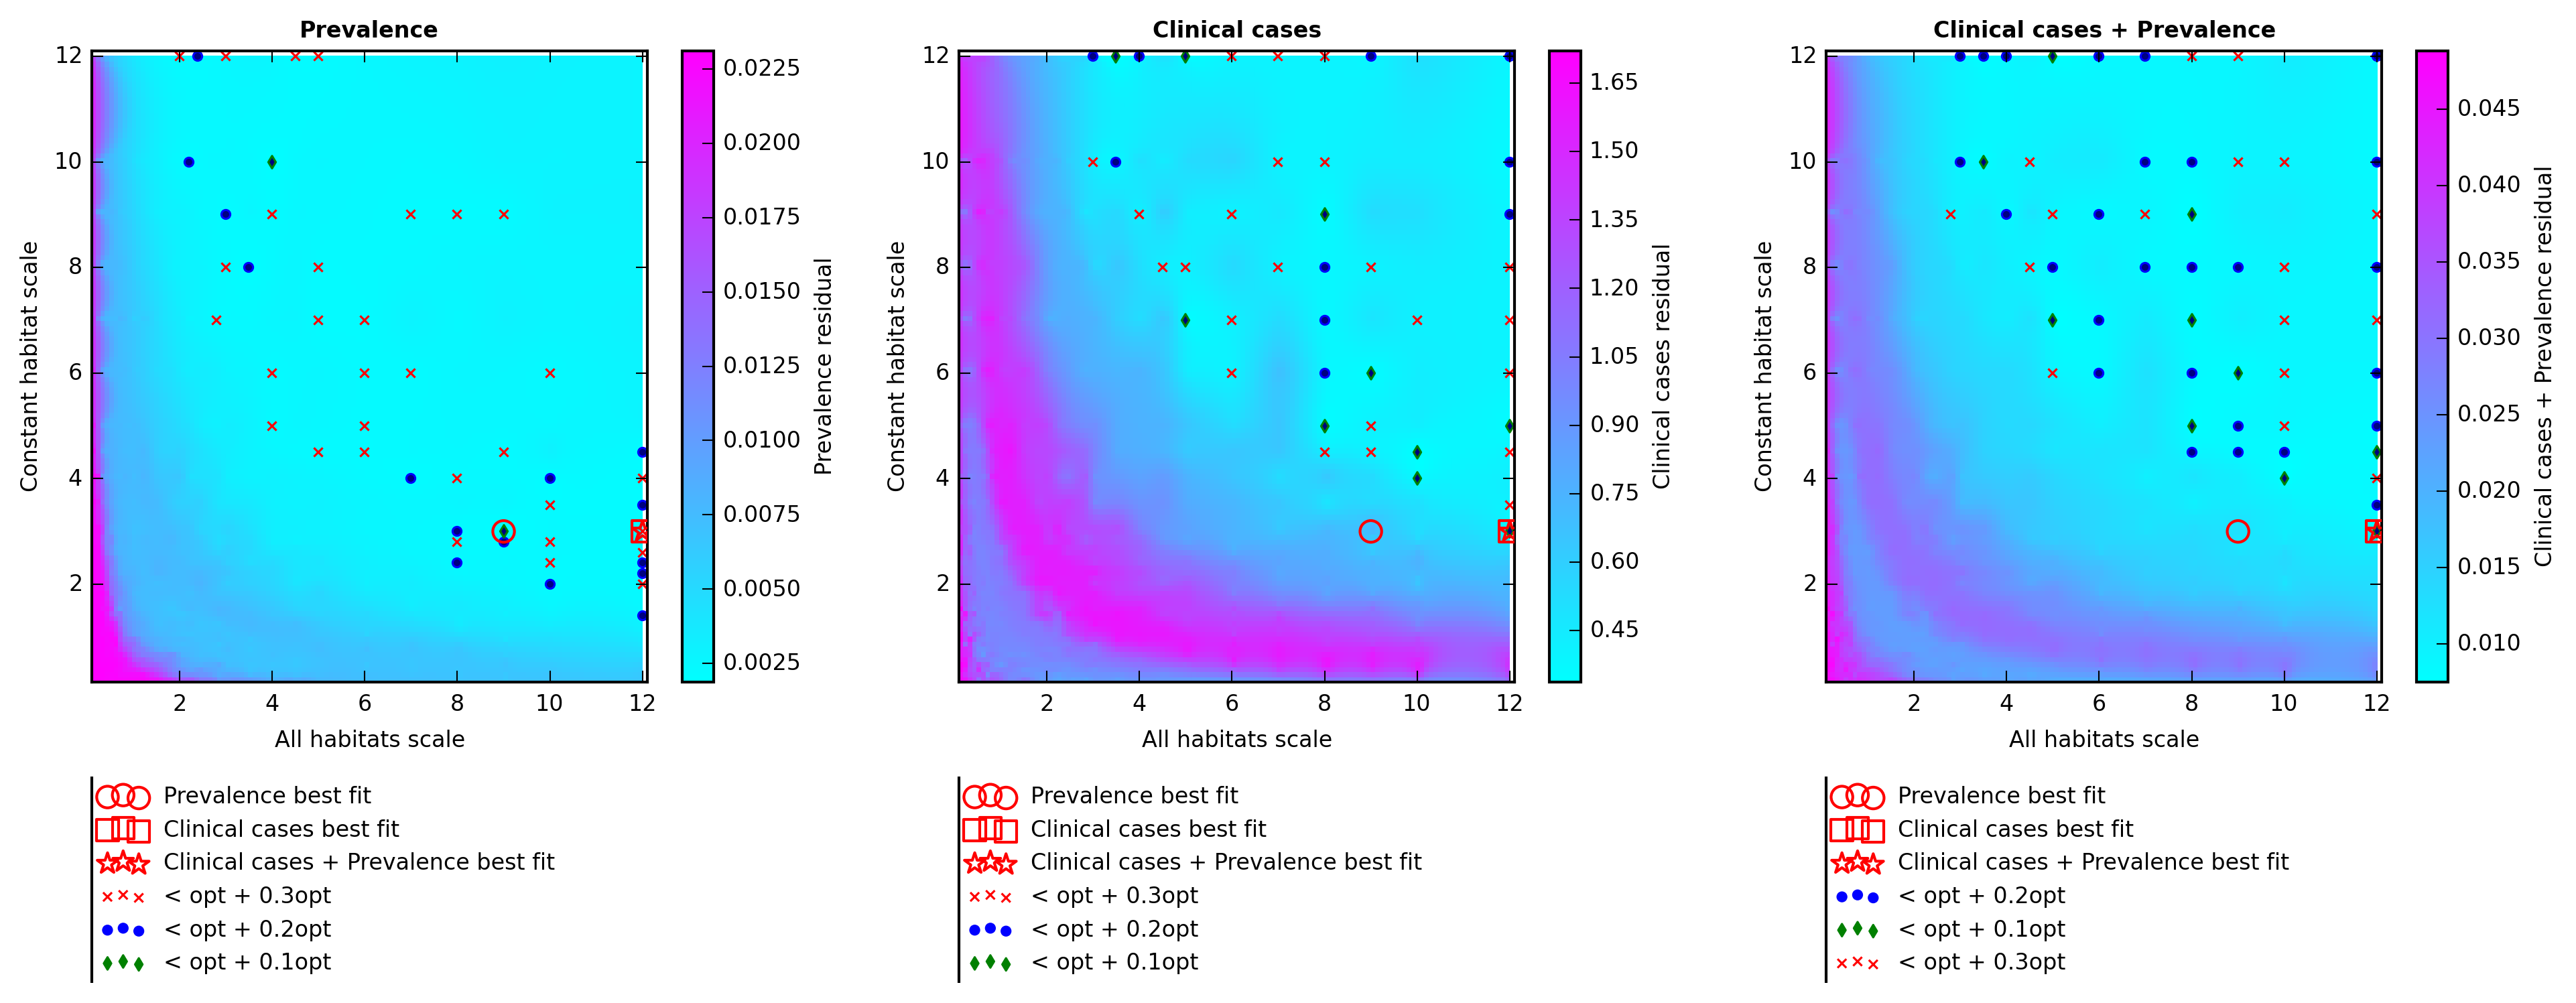 Prevalence
12
10
8
6
4
2
2 4 6 8 10 12
Constant habitat scale
All habitats scale
0.0225
0.0200
0.0175
0.0150
0.0125
0.0100
0.0075
0.0050
0.0025
Prevalence residual
Prevalence best fit
Clinical cases best fit
Clinical cases + Prevalence best fit
< opt + 0.3opt
< opt + 0.2opt
< opt + 0.1opt
Clinical cases
12
10
8
6
4
2
2 4 6 8 10 12
Constant habitat scale
All habitats scale
1.65
1.50
1.35
1.20
1.05
0.90
0.75
0.60
0.45
Clinical cases residual
Prevalence best fit
Clinical cases best fit
Clinical cases + Prevalence best fit
< opt + 0.3opt
< opt + 0.2opt
< opt + 0.1opt
Clinical cases + Prevalence
12
10
8
6
4
2
2 4 6 8 10 12
Constant habitat scale
All habitats scale
0.045
0.040
0.035
0.030
0.025
0.020
0.015
0.010
Clinical cases + Prevalence residual
Prevalence best fit
Clinical cases best fit
Clinical cases + Prevalence best fit
< opt + 0.2opt
< opt + 0.1opt
< opt + 0.3opt